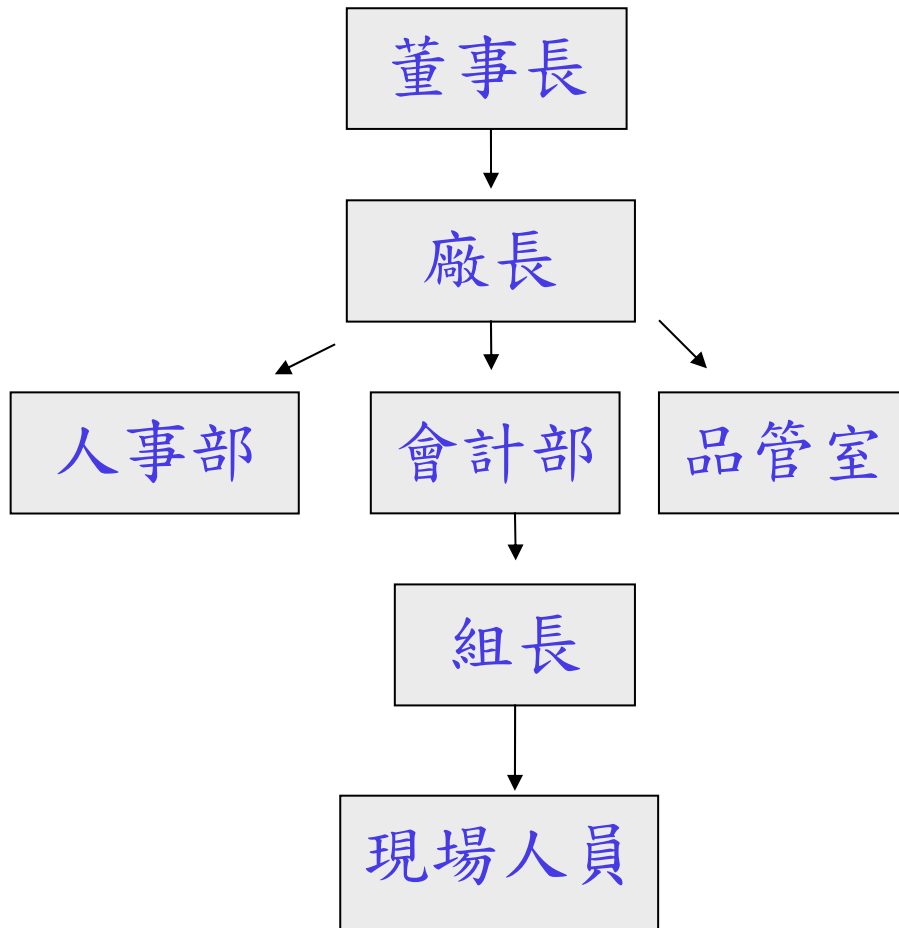 董事長
廠長
人事部
會計部
品管室
組長
現場人員